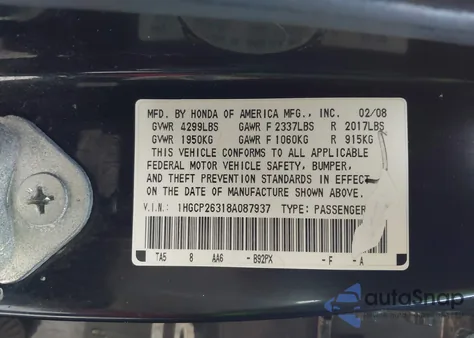 MFD. BY HONDA OF AMERICA MFG., INC. 02/08
GVWR 4299LBS GAWR F 2337LBS R 2017LBS
GVWR 1950KG GAWR F 1060KG R 915KG
THIS VEHICLE CONFORMS TO ALL APPLICABLE
FEDERAL MOTOR VEHICLE SAFETY, BUMPER,
AND THEFT PREVENTION STANDARDS IN EFFECT
ON THE DATE OF MANUFACTURE SHOWN ABOVE.
V.I.N.: 1HGCP26318A087937 TYPE: PASSENGER
TA5 8 AA6 - B92PX - F - A
autoSnap